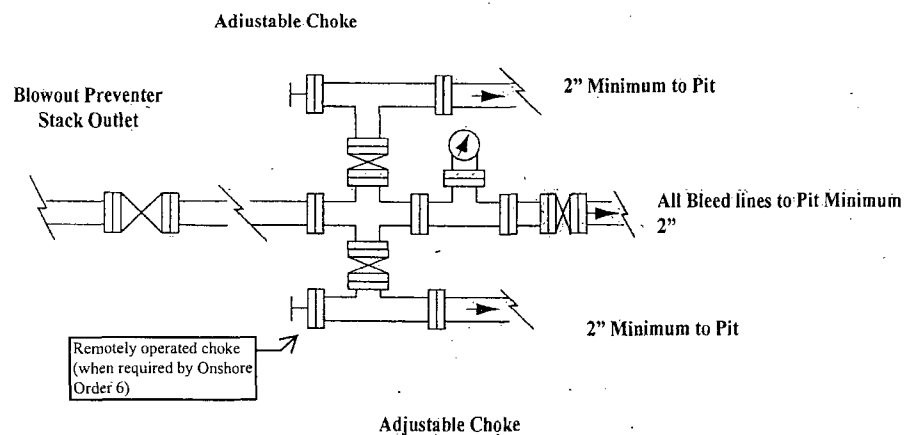 Adjustable Choke
Blowout Preventer
Stack Outlet
2" Minimum to Pit
All Bleed lines to Pit Minimum
2"
2" Minimum to Pit
Remotely operated choke
(when required by Onshore
Order 6)
Adjustable Choke